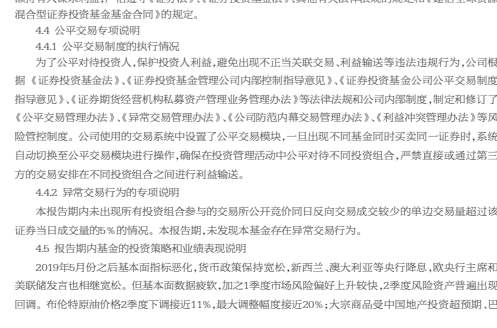 混合型证券投资基金基金合同》的规定。
4.4 公平交易专项说明
4.4.1 公平交易制度的执行情况
为了公平对待投资人,保护投资人利益,避免出现不正当关联交易、利益输送等违法违规行为,公司根
据《证券投资基金法》、《证券投资基金管理公司内部控制指导意见》、《证券投资基金公司公平交易制度
指导意见》、《证券期货经营机构私募资产管理业务管理办法》等法律法规和公司内部制度,制定和修订了
《公平交易管理办法》、《异常交易管理办法》、《公司防范内幕交易管理办法》、《利益冲突管理办法》等风
险管控制度。公司使用的交易系统中设置了公平交易模块,一旦出现不同基金同时买卖同一证券时,系统
自动切换至公平交易模块进行操作,确保在投资管理活动中公平对待不同投资组合,严禁直接或通过第三
方的交易安排在不同投资组合之间进行利益输送。
4.4.2 异常交易行为的专项说明
本报告期内未出现所有投资组合参与的交易所公开竞价同日反向交易成交较少的单边交易量超过该
证券当日成交量的5%的情况。本报告期,未发现本基金存在异常交易行为。
4.5 报告期内基金的投资策略和业绩表现说明
2019年5月份之后基本面指标恶化,货币政策保持宽松,新西兰、澳大利亚等央行降息,欧央行主席和
美联储发言也相继宽松。但基本面数据疲软,加之1季度市场风险偏好上升较快,2季度风险资产普遍出现
回调。布伦特原油价格2季度下调接近11%,最大调整幅度接近20%;大宗商品受中国地产投资超预期、巴